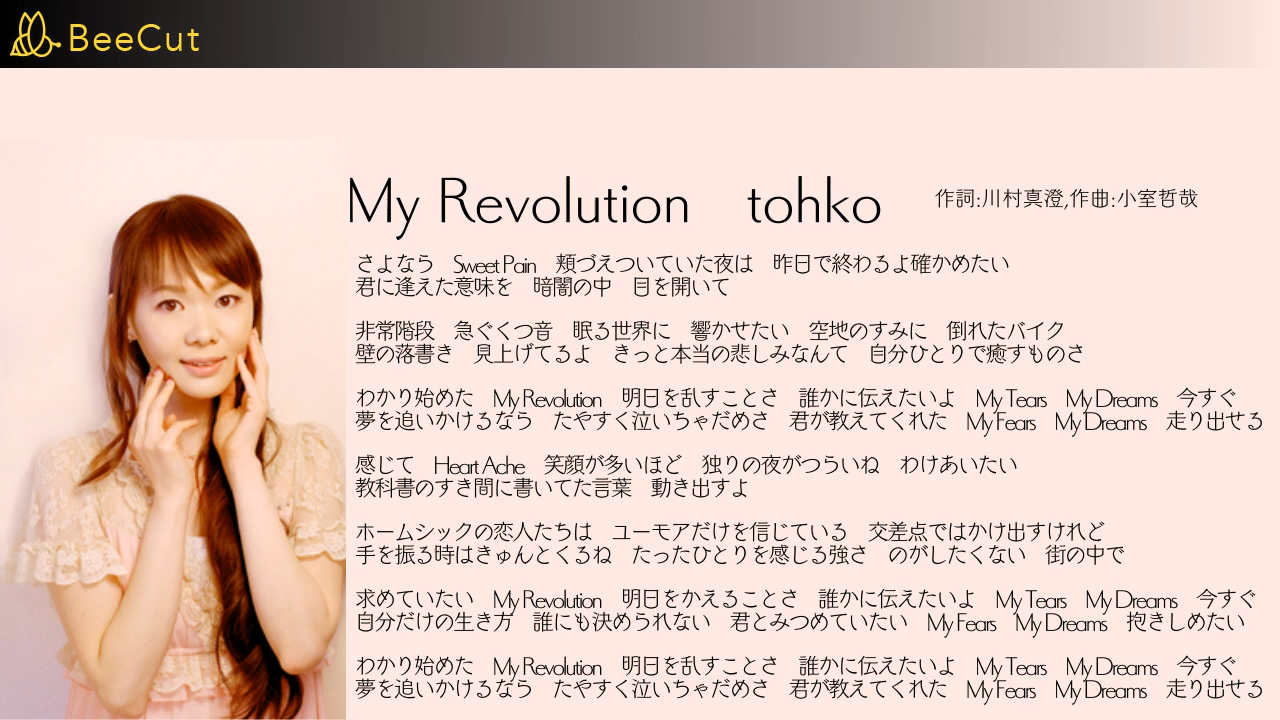 BeeCut
My Revolution　tohko
作詞:川村真澄,作曲:小室哲哉
さよなら　Sweet Pain　頬づえついていた夜は　昨日で終わるよ確かめたい
君に逢えた意味を　暗闇の中　目を開いて
非常階段　急ぐくつ音　眠る世界に　響かせたい　空地のすみに　倒れたバイク
壁の落書き　見上げてるよ　きっと本当の悲しみなんて　自分ひとりで癒すものさ
わかり始めた　My Revolution　明日を乱すことさ　誰かに伝えたいよ　My Tears　My Dreams　今すぐ
夢を追いかけるなら　たやすく泣いちゃだめさ　君が教えてくれた　My Fears　My Dreams　走り出せる
感じて　Heart Ache　笑顔が多いほど　独りの夜がつらいね　わけあいたい
教科書のすき間に書いてた言葉　動き出すよ
ホームシックの恋人たちは　ユーモアだけを信じている　交差点ではかけ出すけれど
手を振る時はきゅんとくるね　たったひとりを感じる強さ　のがしたくない　街の中で
求めていたい　My Revolution　明日をかえることさ　誰かに伝えたいよ　My Tears　My Dreams　今すぐ
自分だけの生き方　誰にも決められない　君とみつめていたい　My Fears　My Dreams　抱きしめたい
わかり始めた　My Revolution　明日を乱すことさ　誰かに伝えたいよ　My Tears　My Dreams　今すぐ
夢を追いかけるなら　たやすく泣いちゃだめさ　君が教えてくれた　My Fears　My Dreams　走り出せる